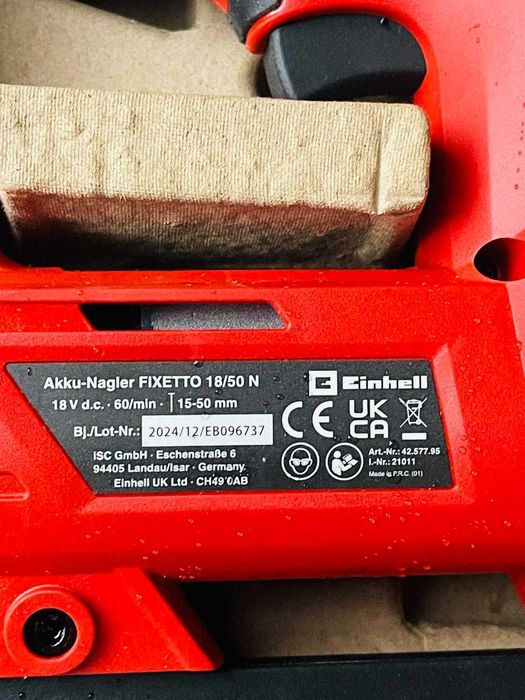 Akku-Nagler FIXETTO 18/50 N
18 V d.c. · 60/min · 15-50 mm
Bj./Lot-Nr.: 2024/12/EB096737
ISC GmbH · Eschenstraße 6
94405 Landau/Isar · Germany.
Einhell UK Ltd · CH49 0AB
Einhell
CE UK
CA
Art.-Nr.: 42.577.95
I.-Nr.: 21011
Made in P.R.C. (01)